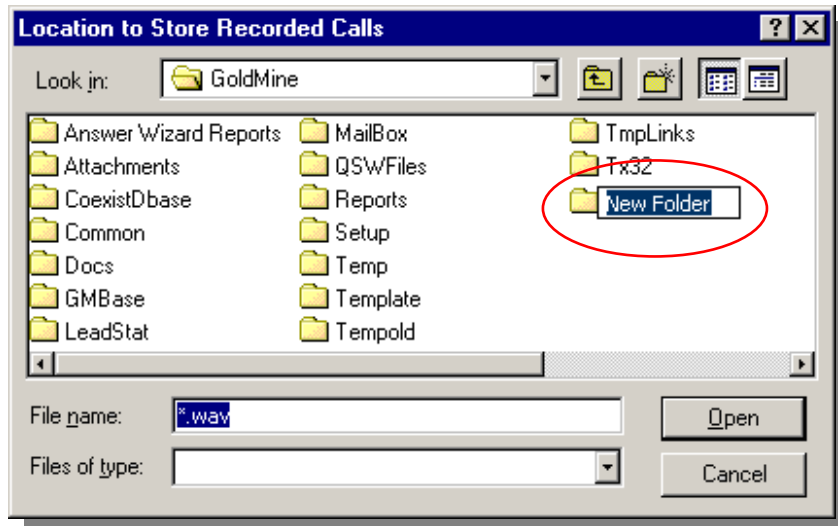 Location to Store Recorded Calls
Look in: GoldMine
Answer Wizard Reports MailBox TmpLinks
Attachments QSWFiles Tx32
CoexistDbase Reports New Folder
Common Setup
Docs Temp
GMBase Template
LeadStat Tempold
File name: *.wav Open
Files of type: Cancel